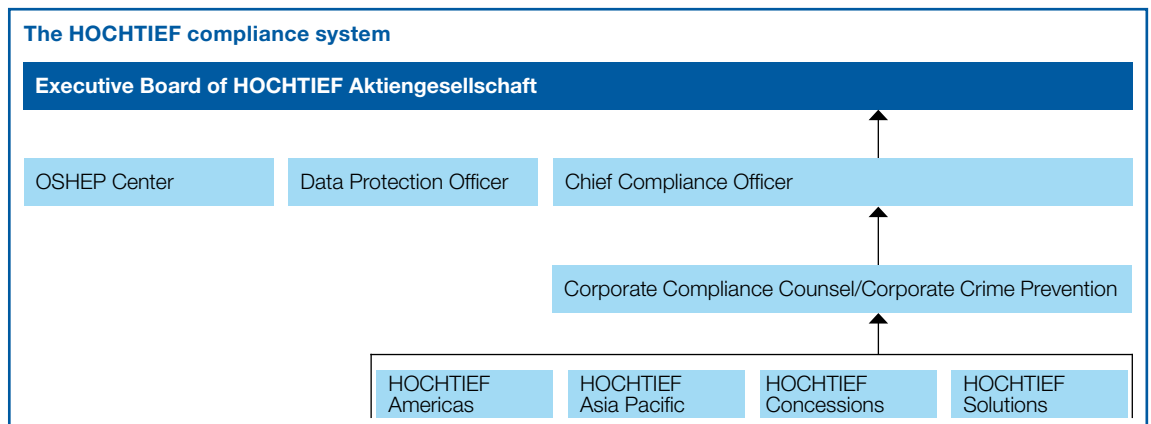 The HOCHTIEF compliance system
Executive Board of HOCHTIEF Aktiengesellschaft
OSHEP Center
Data Protection Officer
Chief Compliance Officer
Corporate Compliance Counsel/Corporate Crime Prevention
HOCHTIEF
Americas
HOCHTIEF
Asia Pacific
HOCHTIEF
Concessions
HOCHTIEF
Solutions